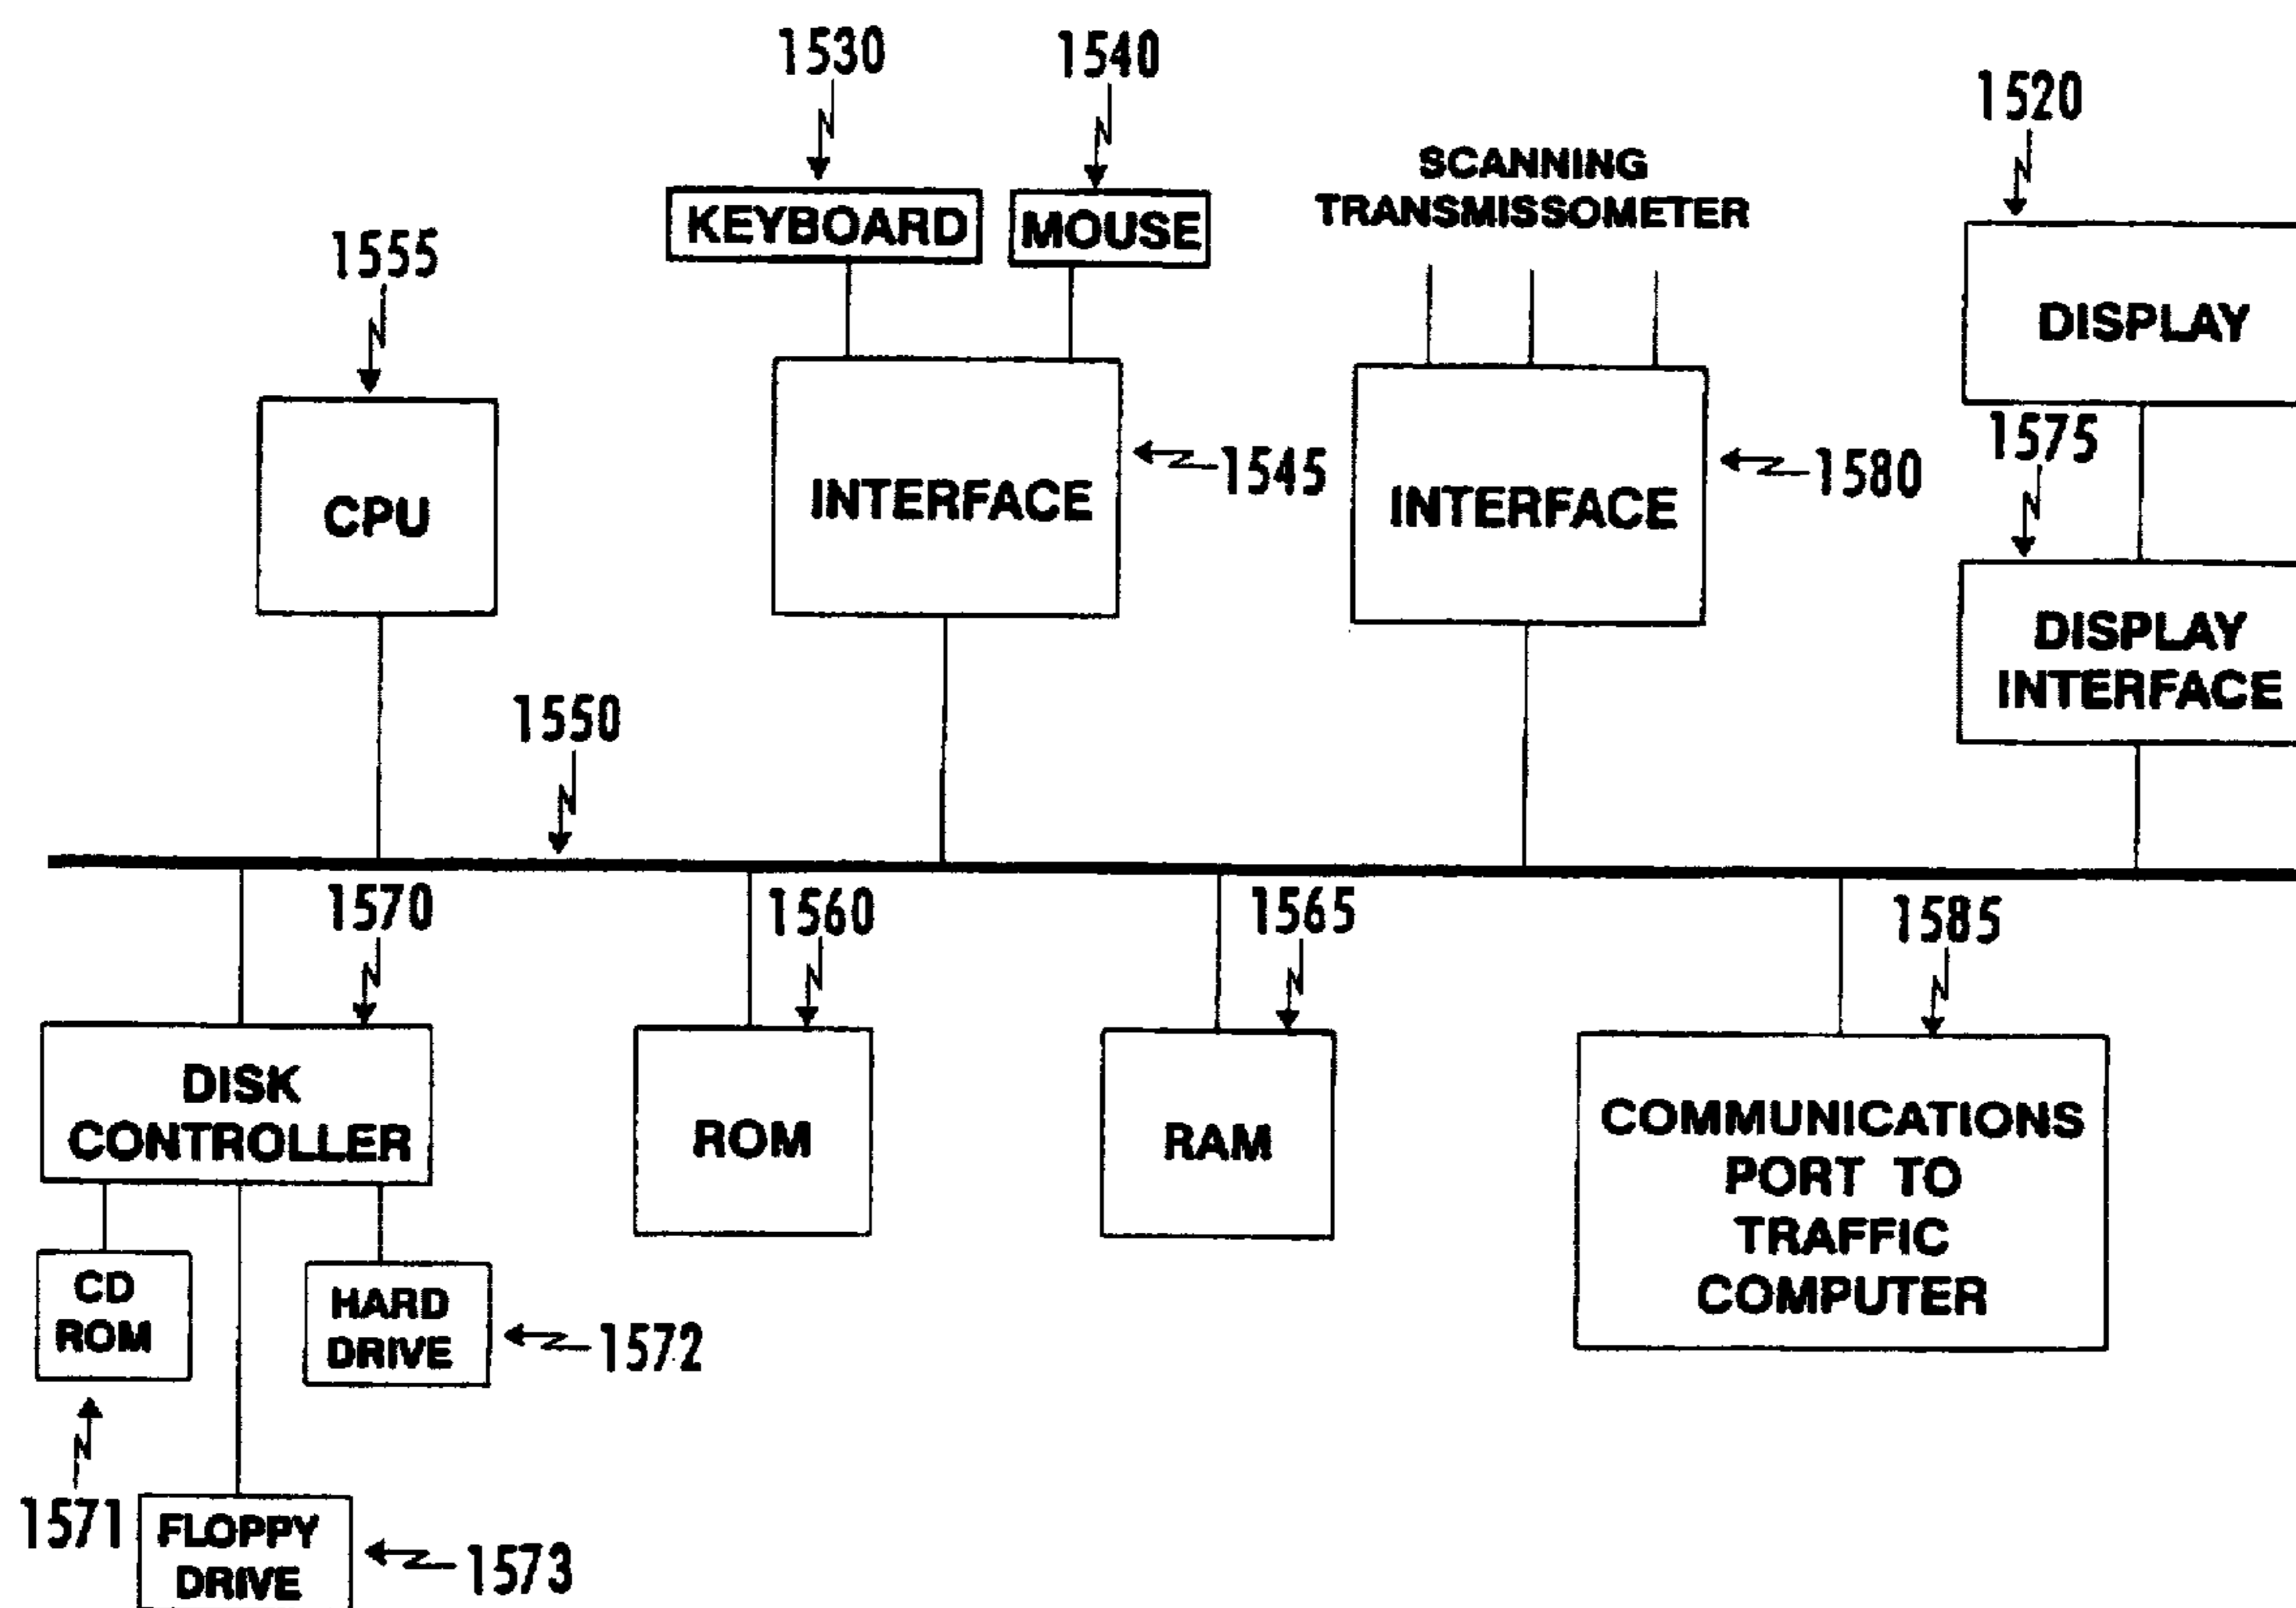 1530
1540
1520
SCANNING
TRANSMISSOMETER
KEYBOARD
MOUSE
1555
DISPLAY
1575
1545
1580
CPU
INTERFACE
INTERFACE
DISPLAY
INTERFACE
1550
1570
1560
1565
1585
DISK
CONTROLLER
ROM
RAM
COMMUNICATIONS
PORT TO
TRAFFIC
COMPUTER
CD
ROM
HARD
DRIVE
1572
1571
FLOPPY
DRIVE
1573